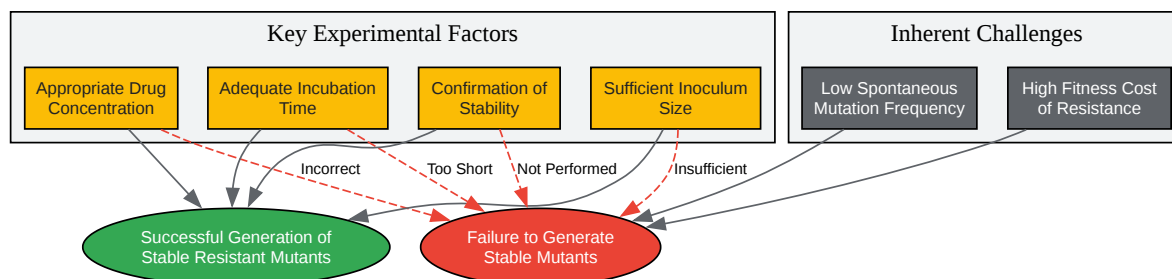 Key Experimental Factors
Inherent Challenges
Appropriate Drug
Concentration
Adequate Incubation
Time
Confirmation of
Stability
Sufficient Inoculum
Size
Low Spontaneous
Mutation Frequency
High Fitness Cost
of Resistance
Incorrect
Too Short
Not Performed
Insufficient
Successful Generation of
Stable Resistant Mutants
Failure to Generate
Stable Mutants